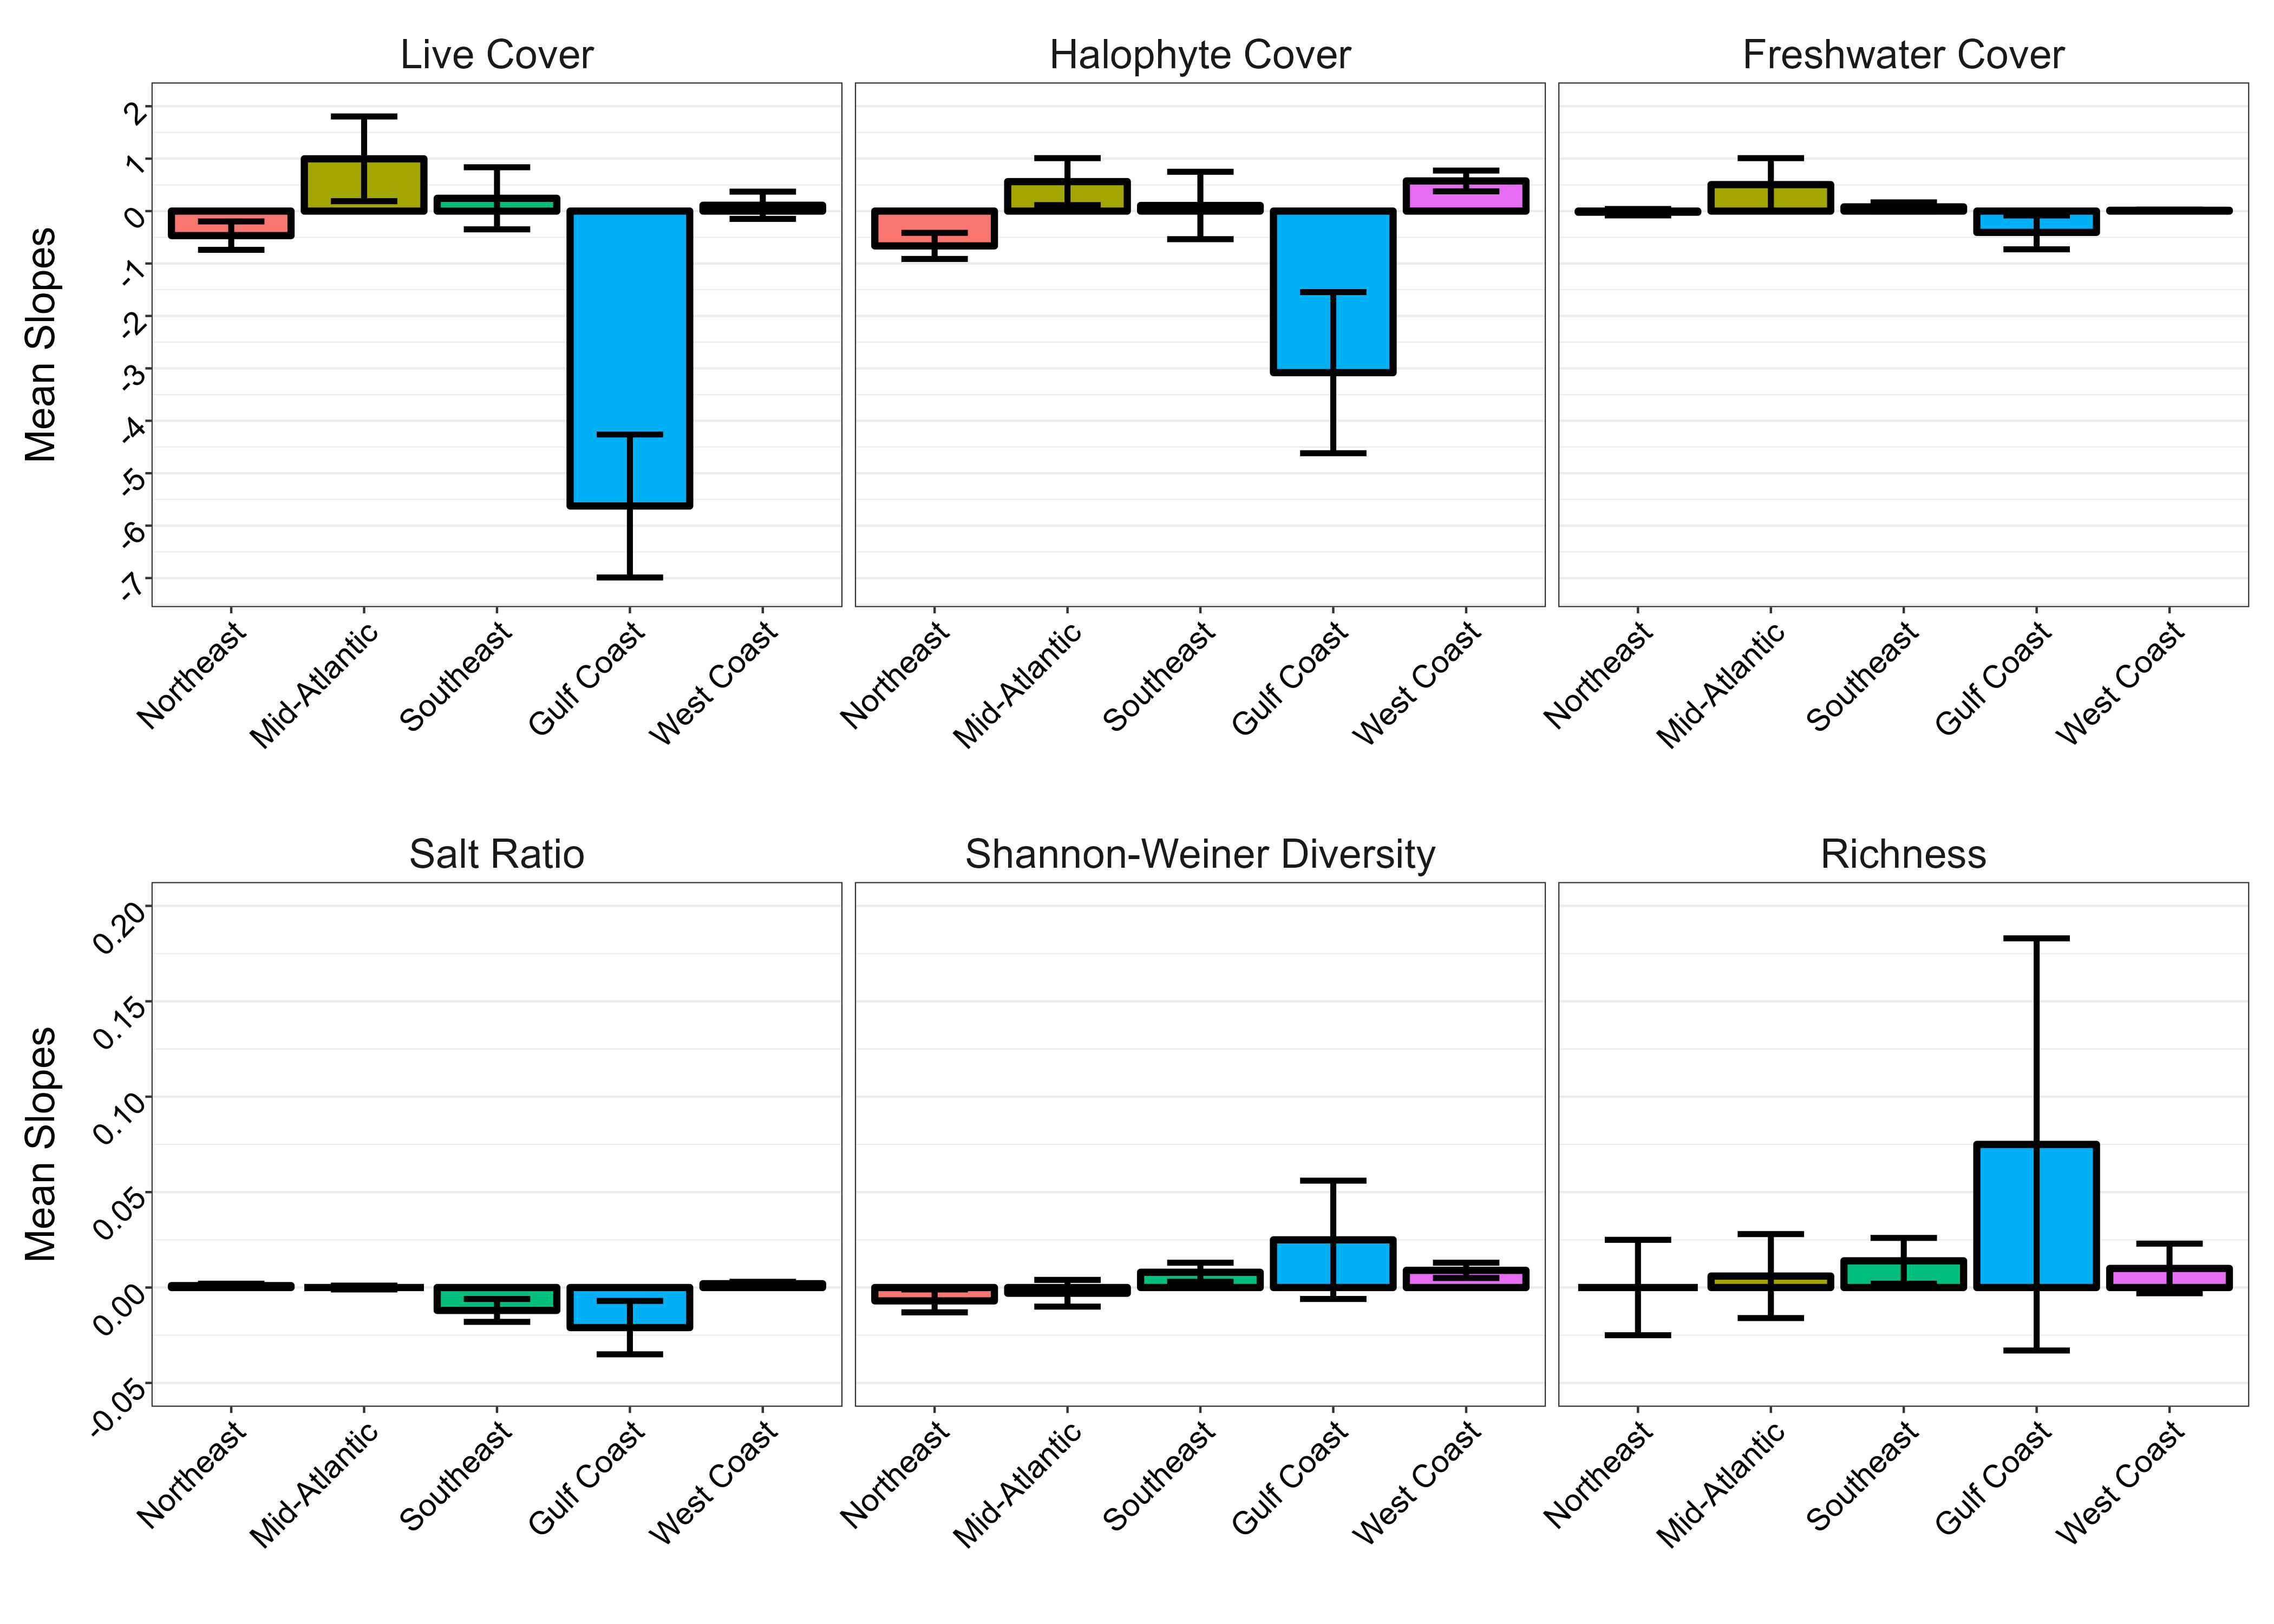 Live Cover
Halophyte Cover
Freshwater Cover
Mean Slopes
2
1
0
-1
-2
-3
-4
-5
-6
-7
Northeast
Mid-Atlantic
Southeast
Gulf Coast
West Coast
Northeast
Mid-Atlantic
Southeast
Gulf Coast
West Coast
Northeast
Mid-Atlantic
Southeast
Gulf Coast
West Coast
Salt Ratio
Shannon-Weiner Diversity
Richness
Mean Slopes
0.20
0.15
0.10
0.05
0.00
-0.05
Northeast
Mid-Atlantic
Southeast
Gulf Coast
West Coast
Northeast
Mid-Atlantic
Southeast
Gulf Coast
West Coast
Northeast
Mid-Atlantic
Southeast
Gulf Coast
West Coast